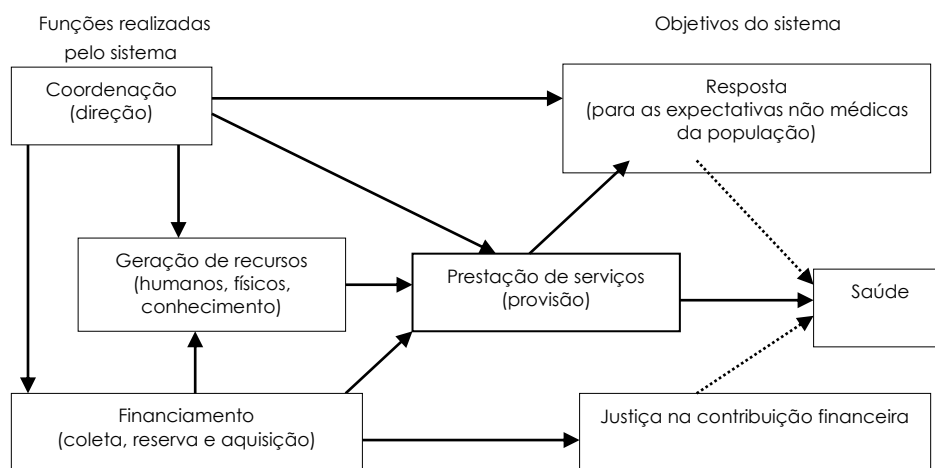 Funções realizadas
pelo sistema
Objetivos do sistema
Coordenação
(direção)
Resposta
(para as expectativas não médicas
da população)
Geração de recursos
(humanos, físicos,
conhecimento)
Prestação de serviços
(provisão)
Saúde
Financiamento
(coleta, reserva e aquisição)
Justiça na contribuição financeira